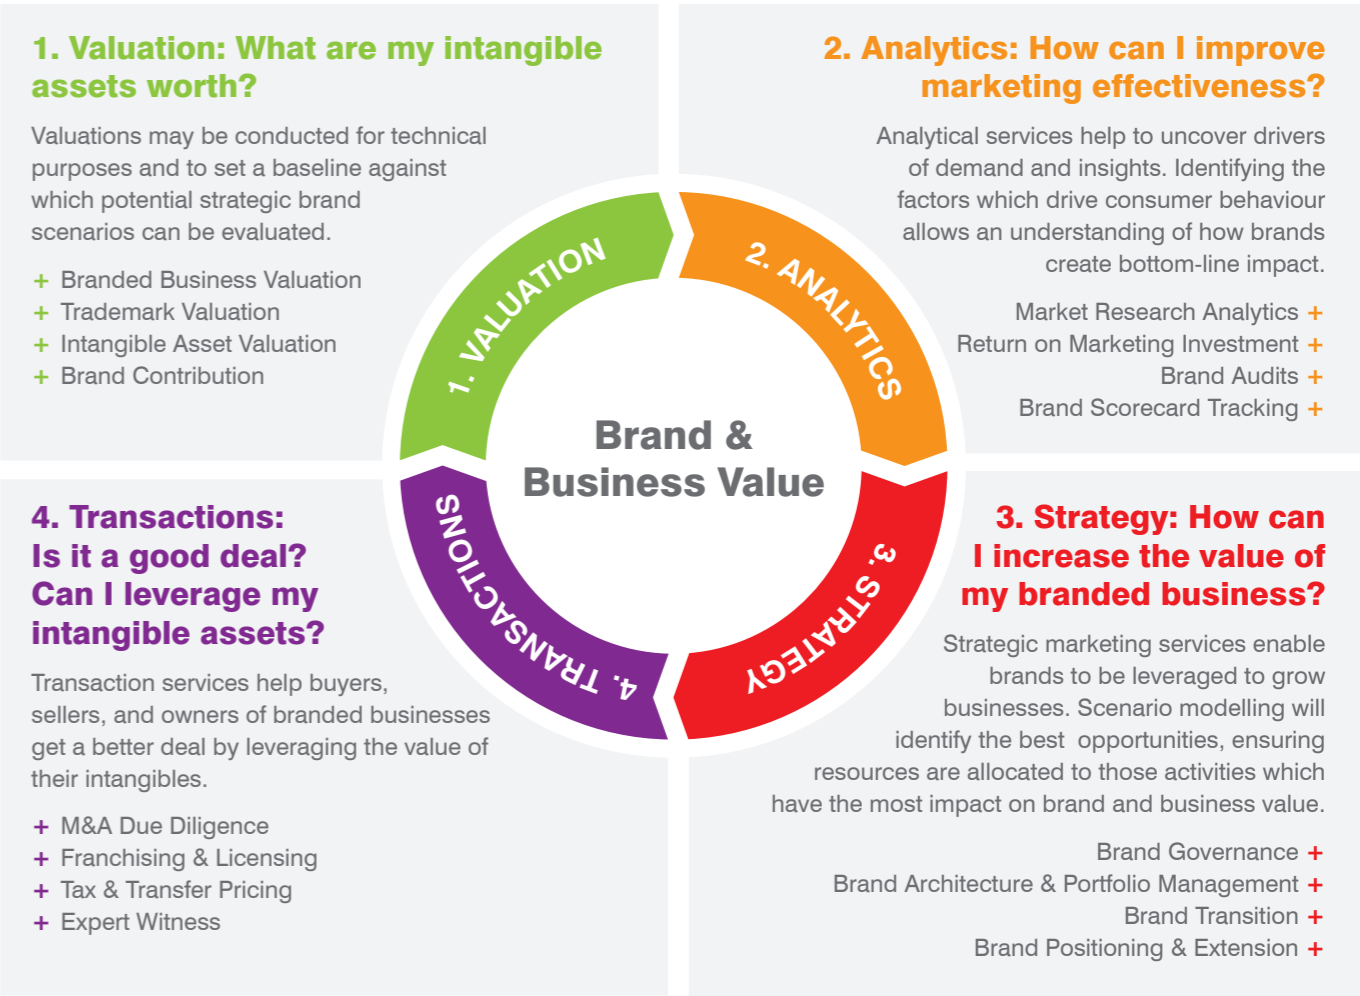 1. Valuation: What are my intangible
assets worth?
Valuations may be conducted for technical
purposes and to set a baseline against
which potential strategic brand
scenarios can be evaluated.
+ Branded Business Valuation
+ Trademark Valuation
+ Intangible Asset Valuation
+ Brand Contribution
2. Analytics: How can I improve
marketing effectiveness?
Analytical services help to uncover drivers
of demand and insights. Identifying the
factors which drive consumer behaviour
allows an understanding of how brands
create bottom-line impact.
Market Research Analytics +
Return on Marketing Investment +
Brand Audits +
Brand Scorecard Tracking +
1. VALUATION
2. ANALYTICS
3. STRATEGY
4. TRANSACTIONS
Brand &
Business Value
3. Strategy: How can
I increase the value of
my branded business?
Strategic marketing services enable
brands to be leveraged to grow
businesses. Scenario modelling will
identify the best opportunities, ensuring
resources are allocated to those activities which
have the most impact on brand and business value.
Brand Governance +
Brand Architecture & Portfolio Management +
Brand Transition +
Brand Positioning & Extension +
4. Transactions:
Is it a good deal?
Can I leverage my
intangible assets?
Transaction services help buyers,
sellers, and owners of branded businesses
get a better deal by leveraging the value of
their intangibles.
+ M&A Due Diligence
+ Franchising & Licensing
+ Tax & Transfer Pricing
+ Expert Witness